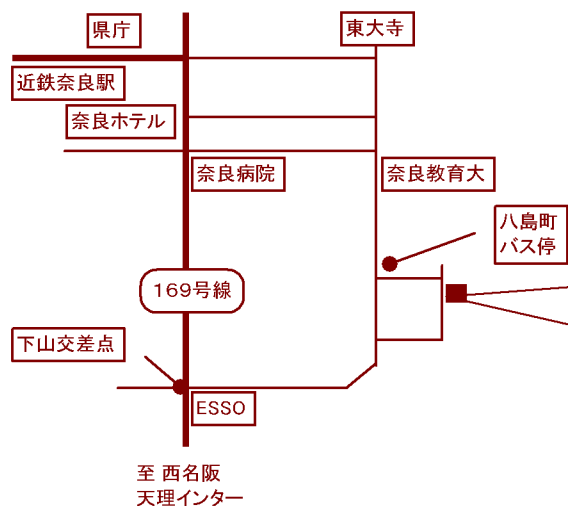 県庁
東大寺
近鉄奈良駅
奈良ホテル
奈良病院
奈良教育大
八島町
バス停
169号線
下山交差点
ESSO
至 西名阪
天理インター